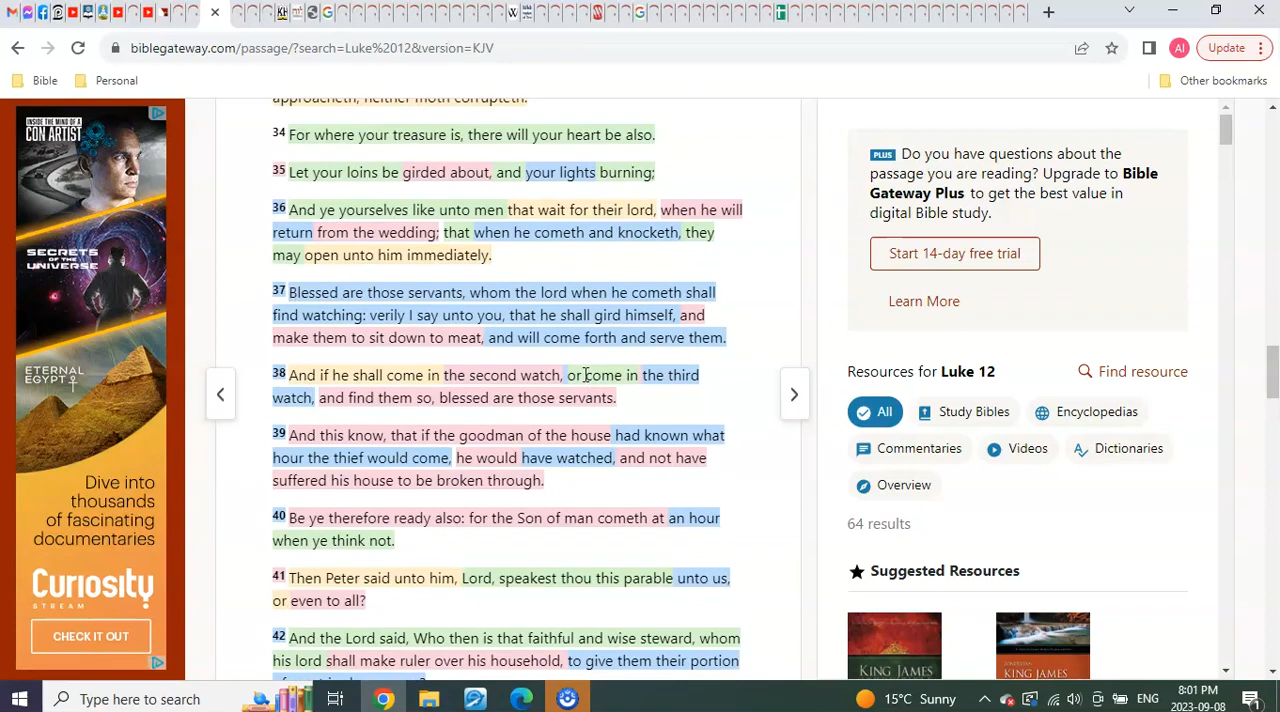 biblegateway.com/passage/?search=Luke%2012&version=KJV
AI
Update
Bible
Personal
Other bookmarks
INSIDE THE MIND OF A
CON ARTIST
SECRETS
OF THE
UNIVERSE
ETERNAL
EGYPT
Dive into
thousands
of fascinating
documentaries
Curiosity
STREAM
CHECK IT OUT
approacheth, neither moth corrupteth.
34 For where your treasure is, there will your heart be also.
35 Let your loins be girded about, and your lights burning;
36 And ye yourselves like unto men that wait for their lord, when he will
return from the wedding; that when he cometh and knocketh, they
may open unto him immediately.
37 Blessed are those servants, whom the lord when he cometh shall
find watching: verily I say unto you, that he shall gird himself, and
make them to sit down to meat, and will come forth and serve them.
38 And if he shall come in the second watch, or come in the third
watch, and find them so, blessed are those servants.
39 And this know, that if the goodman of the house had known what
hour the thief would come, he would have watched, and not have
suffered his house to be broken through.
40 Be ye therefore ready also: for the Son of man cometh at an hour
when ye think not.
41 Then Peter said unto him, Lord, speakest thou this parable unto us,
or even to all?
42 And the Lord said, Who then is that faithful and wise steward, whom
his lord shall make ruler over his household, to give them their portion
PLUS Do you have questions about the
passage you are reading? Upgrade to Bible
Gateway Plus to get the best value in
digital Bible study.
Start 14-day free trial
Learn More
Resources for Luke 12
Find resource
All
Study Bibles
Encyclopedias
Commentaries
Videos
Dictionaries
Overview
64 results
Suggested Resources
KING JAMES
KING JAMES
Type here to search
15°C Sunny
ENG
8:01 PM
2023-09-08
1